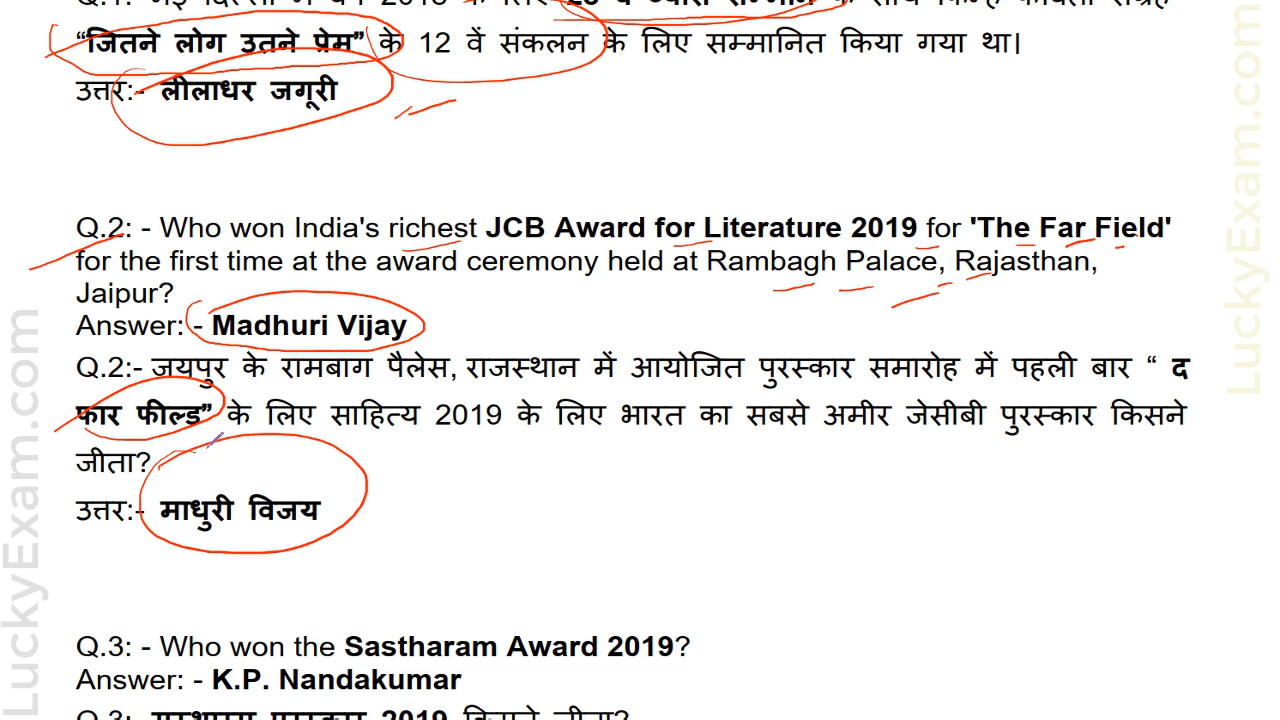 “जितने लोग उतने प्रेम” के 12 वें संकलन के लिए सम्मानित किया गया था।
उत्तर:- लीलाधर जगूरी
Q.2: - Who won India's richest JCB Award for Literature 2019 for 'The Far Field'
for the first time at the award ceremony held at Rambagh Palace, Rajasthan,
Jaipur?
Answer: - Madhuri Vijay
Q.2:- जयपुर के रामबाग पैलेस, राजस्थान में आयोजित पुरस्कार समारोह में पहली बार “ द
फार फील्ड” के लिए साहित्य 2019 के लिए भारत का सबसे अमीर जेसीबी पुरस्कार किसने
जीता?
उत्तर:- माधुरी विजय
Q.3: - Who won the Sastharam Award 2019?
Answer: - K.P. Nandakumar
LuckyExam.com
LuckyExam.com